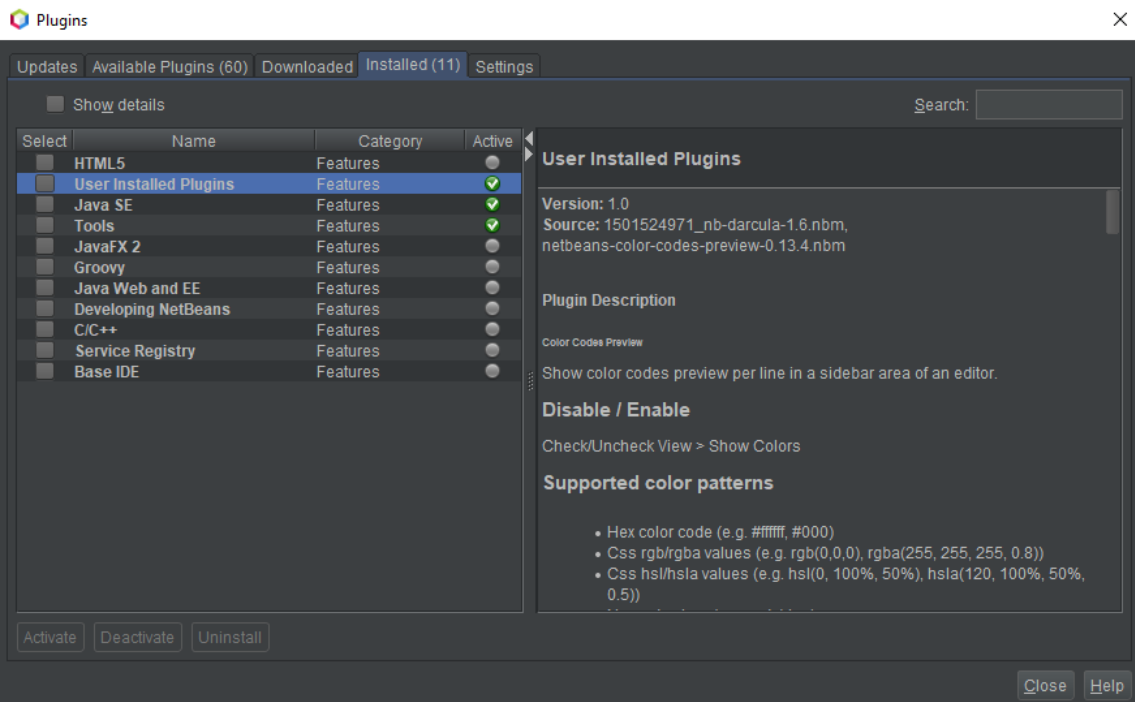 Plugins
Updates Available Plugins (60) Downloaded Installed (11) Settings
Show details Search:
Select Name Category Active
HTML5 Features
User Installed Plugins Features
Java SE Features
Tools Features
JavaFX 2 Features
Groovy Features
Java Web and EE Features
Developing NetBeans Features
C/C++ Features
Service Registry Features
Base IDE Features
User Installed Plugins
Version: 1.0
Source: 1501524971_nb-darcula-1.6.nbm,
netbeans-color-codes-preview-0.13.4.nbm
Plugin Description
Color Codes Preview
Show color codes preview per line in a sidebar area of an editor.
Disable / Enable
Check/Uncheck View > Show Colors
Supported color patterns
• Hex color code (e.g. #ffffff, #000)
• Css rgb/rgba values (e.g. rgb(0,0,0), rgba(255, 255, 255, 0.8))
• Css hsl/hsla values (e.g. hsl(0, 100%, 50%), hsla(120, 100%, 50%,
0.5))
Activate Deactivate Uninstall
Close Help